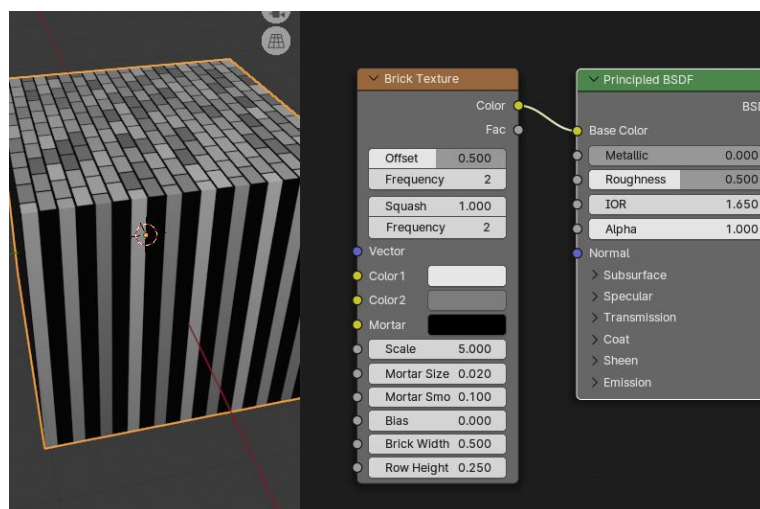 Brick Texture
Color
Fac
Offset 0.500
Frequency 2
Squash 1.000
Frequency 2
Vector
Color1
Color2
Mortar
Scale 5.000
Mortar Size 0.020
Mortar Smo 0.100
Bias 0.000
Brick Width 0.500
Row Height 0.250
Principled BSDF
BSD
Base Color
Metallic 0.000
Roughness 0.500
IOR 1.650
Alpha 1.000
Normal
Subsurface
Specular
Transmission
Coat
Sheen
Emission